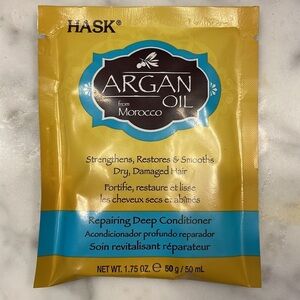 HASK®
ARGAN
OIL
from
Morocco
Strengthens, Restores & Smooths
Dry, Damaged Hair
Fortifie, restaure et lisse
les cheveux secs et abîmés
Repairing Deep Conditioner
Acondicionador profundo reparador
Soin revitalisant réparateur
NET WT. 1.75 OZ. ℮ 50 g / 50 mL